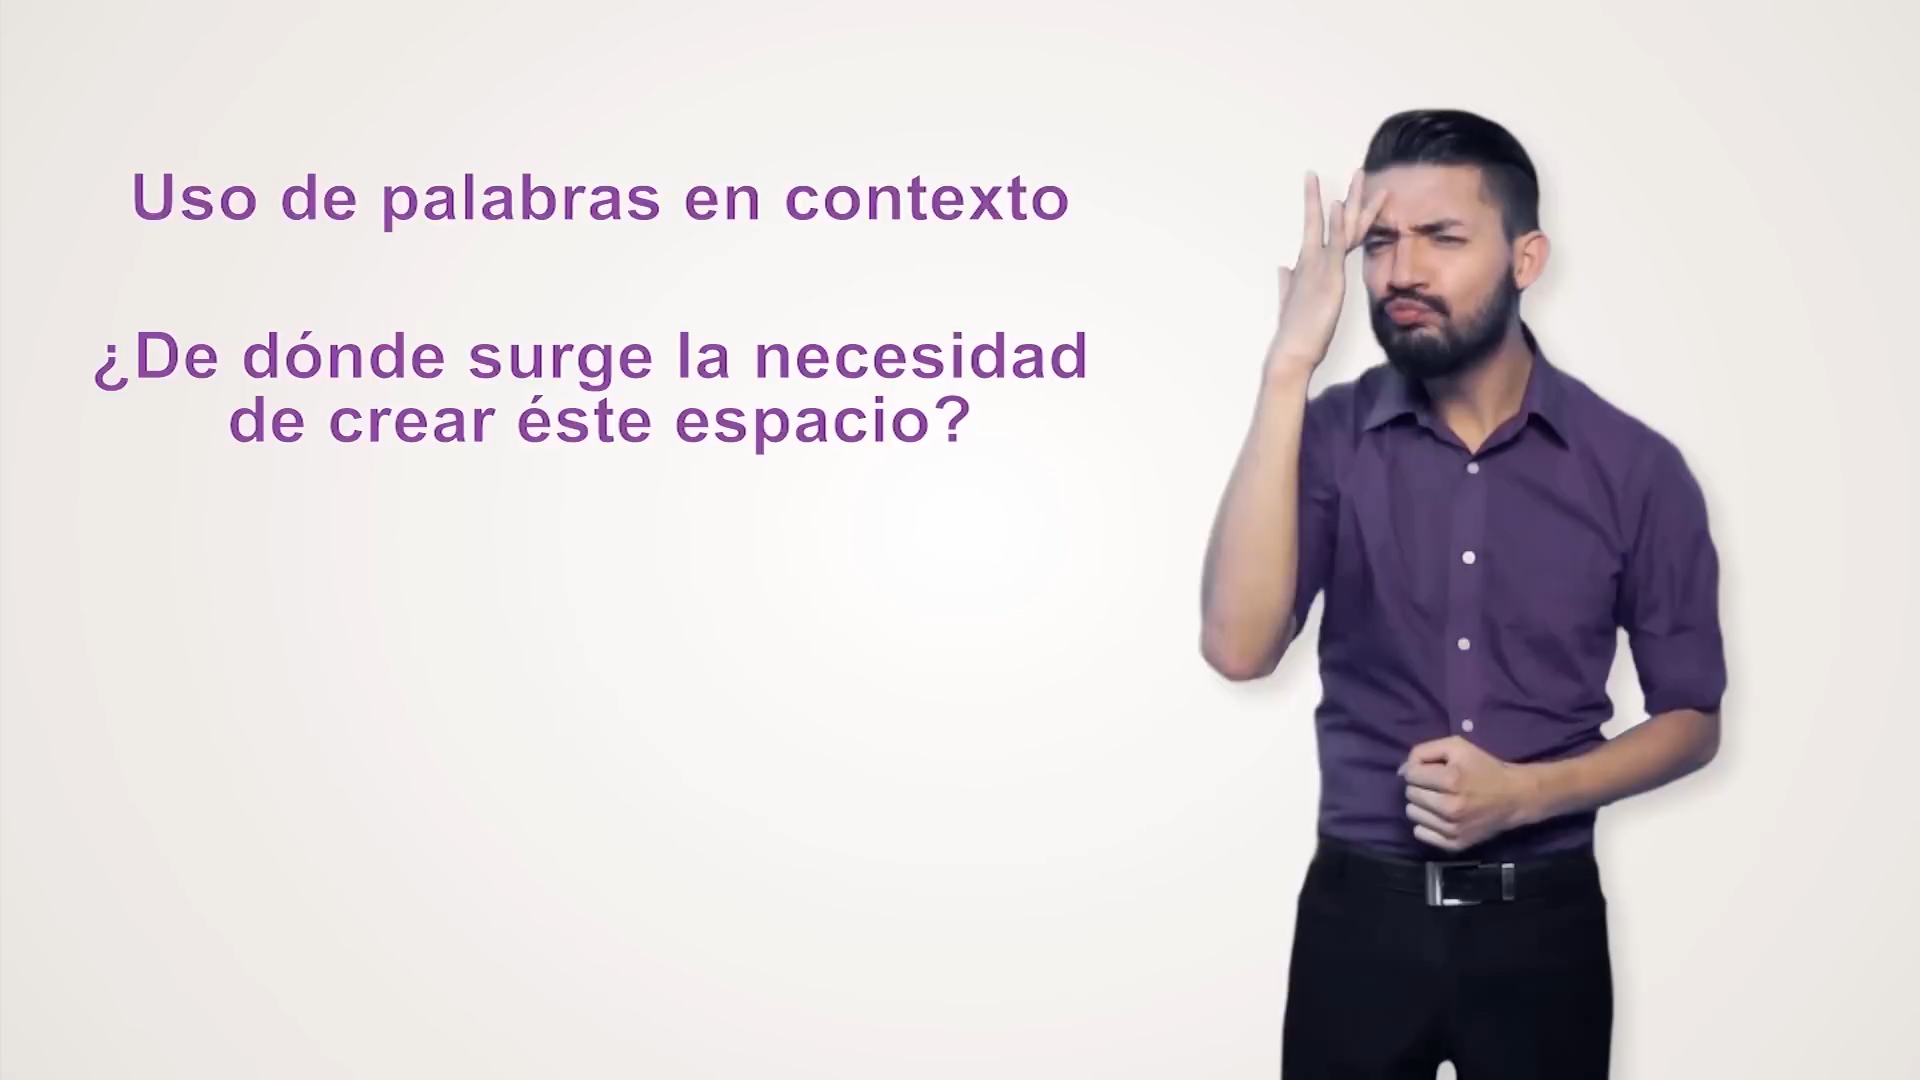 Uso de palabras en contexto
¿De dónde surge la necesidad
de crear éste espacio?